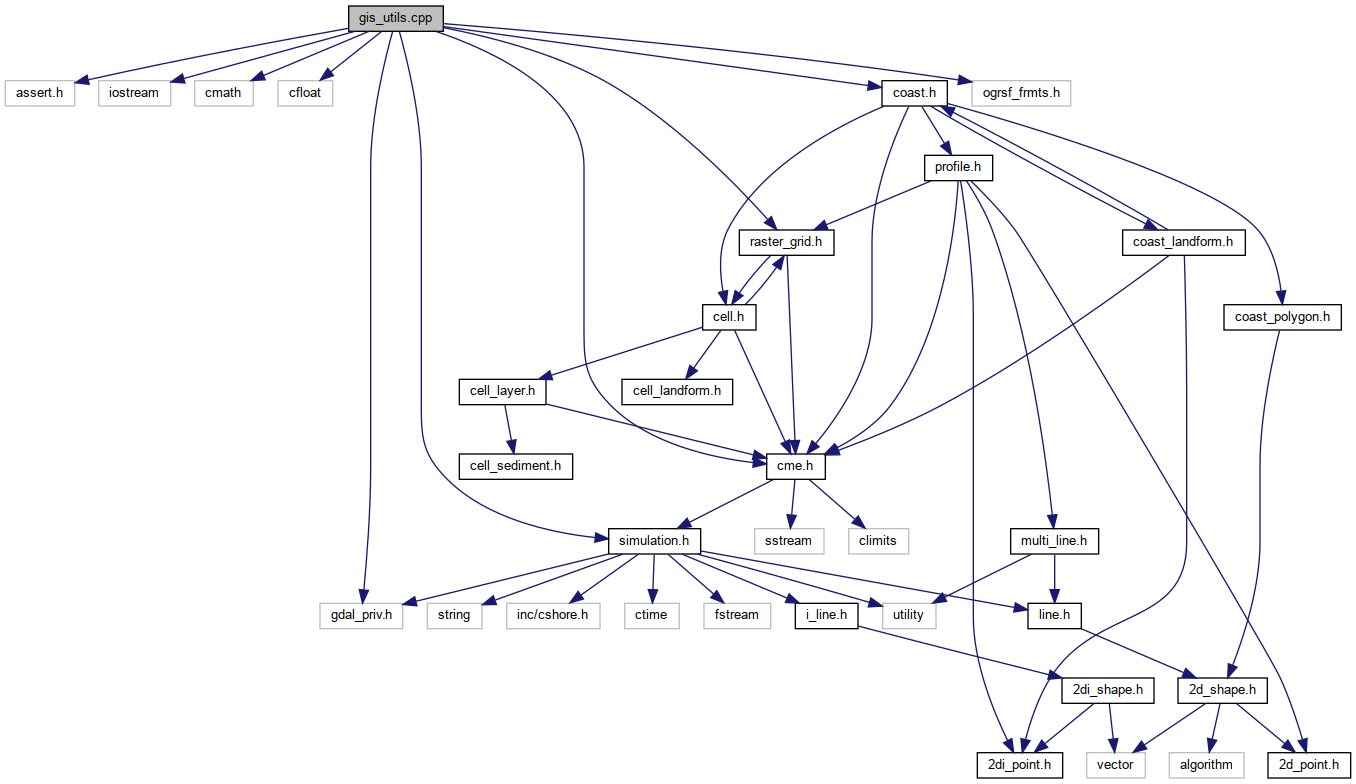 gis_utils.cpp
assert.h
iostream
cmath
cfloat
coast.h
ogrsf_frmts.h
profile.h
raster_grid.h
coast_landform.h
cell.h
coast_polygon.h
cell_layer.h
cell_landform.h
cell_sediment.h
cme.h
simulation.h
sstream
climits
multi_line.h
gdal_priv.h
string
inc/cshore.h
ctime
fstream
i_line.h
utility
line.h
2di_shape.h
2d_shape.h
2di_point.h
vector
algorithm
2d_point.h